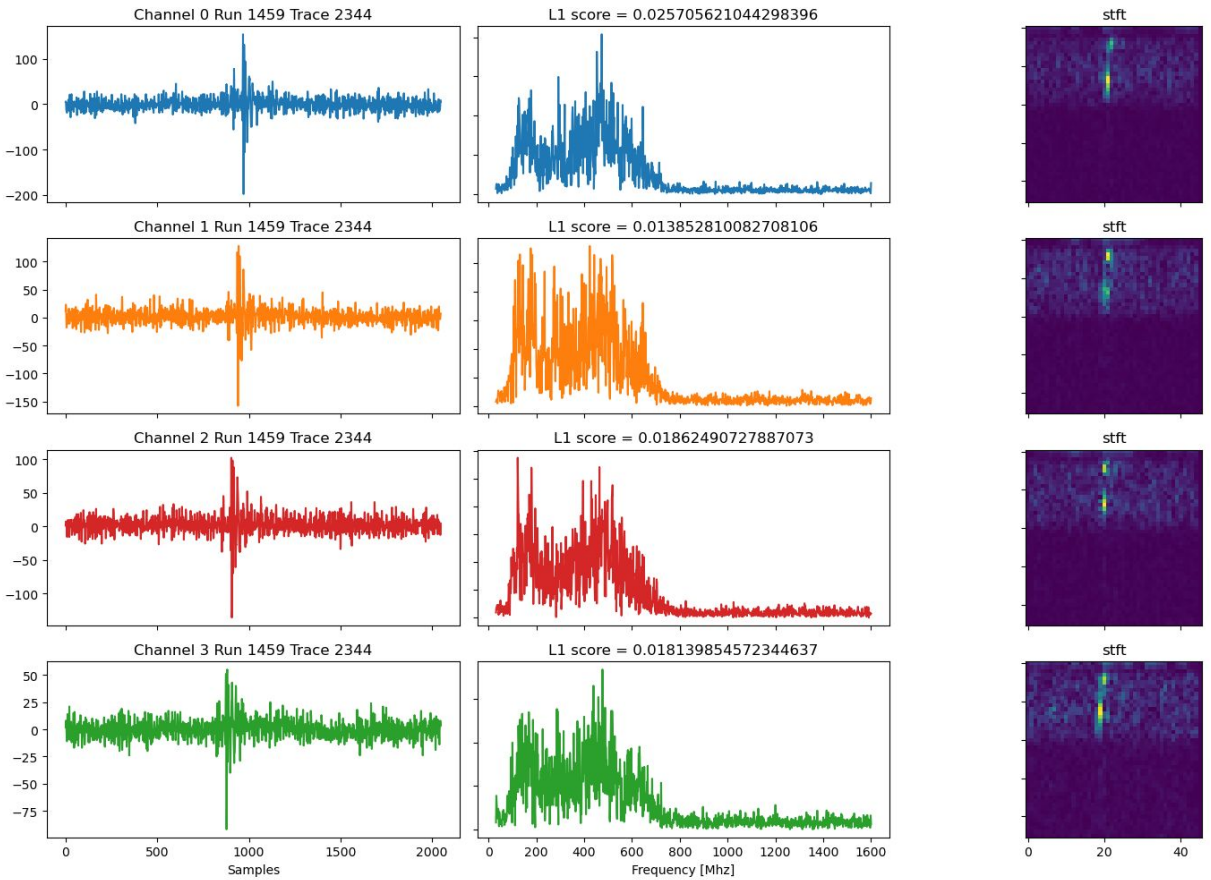 Channel 0 Run 1459 Trace 2344
L1 score = 0.025705621044298396
stft
100
0
−100
−200
Channel 1 Run 1459 Trace 2344
L1 score = 0.013852810082708106
stft
100
50
0
−50
−100
−150
Channel 2 Run 1459 Trace 2344
L1 score = 0.01862490727887073
stft
100
50
0
−50
−100
Channel 3 Run 1459 Trace 2344
L1 score = 0.018139854572344637
stft
50
25
0
−25
−50
−75
0 500 1000 1500 2000
0 200 400 600 800 1000 1200 1400 1600
0 20 40
Samples
Frequency [Mhz]